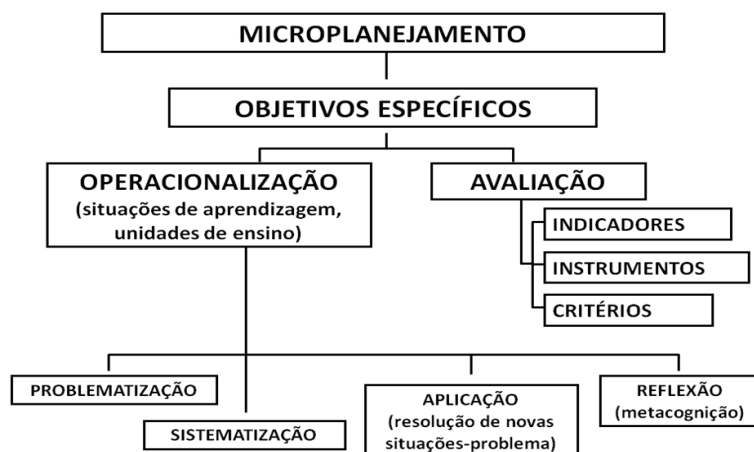 MICROPLANEJAMENTO
OBJETIVOS ESPECÍFICOS
OPERACIONALIZAÇÃO
(situações de aprendizagem,
unidades de ensino)
AVALIAÇÃO
INDICADORES
INSTRUMENTOS
CRITÉRIOS
PROBLEMATIZAÇÃO
SISTEMATIZAÇÃO
APLICAÇÃO
(resolução de novas
situações-problema)
REFLEXÃO
(metacognição)